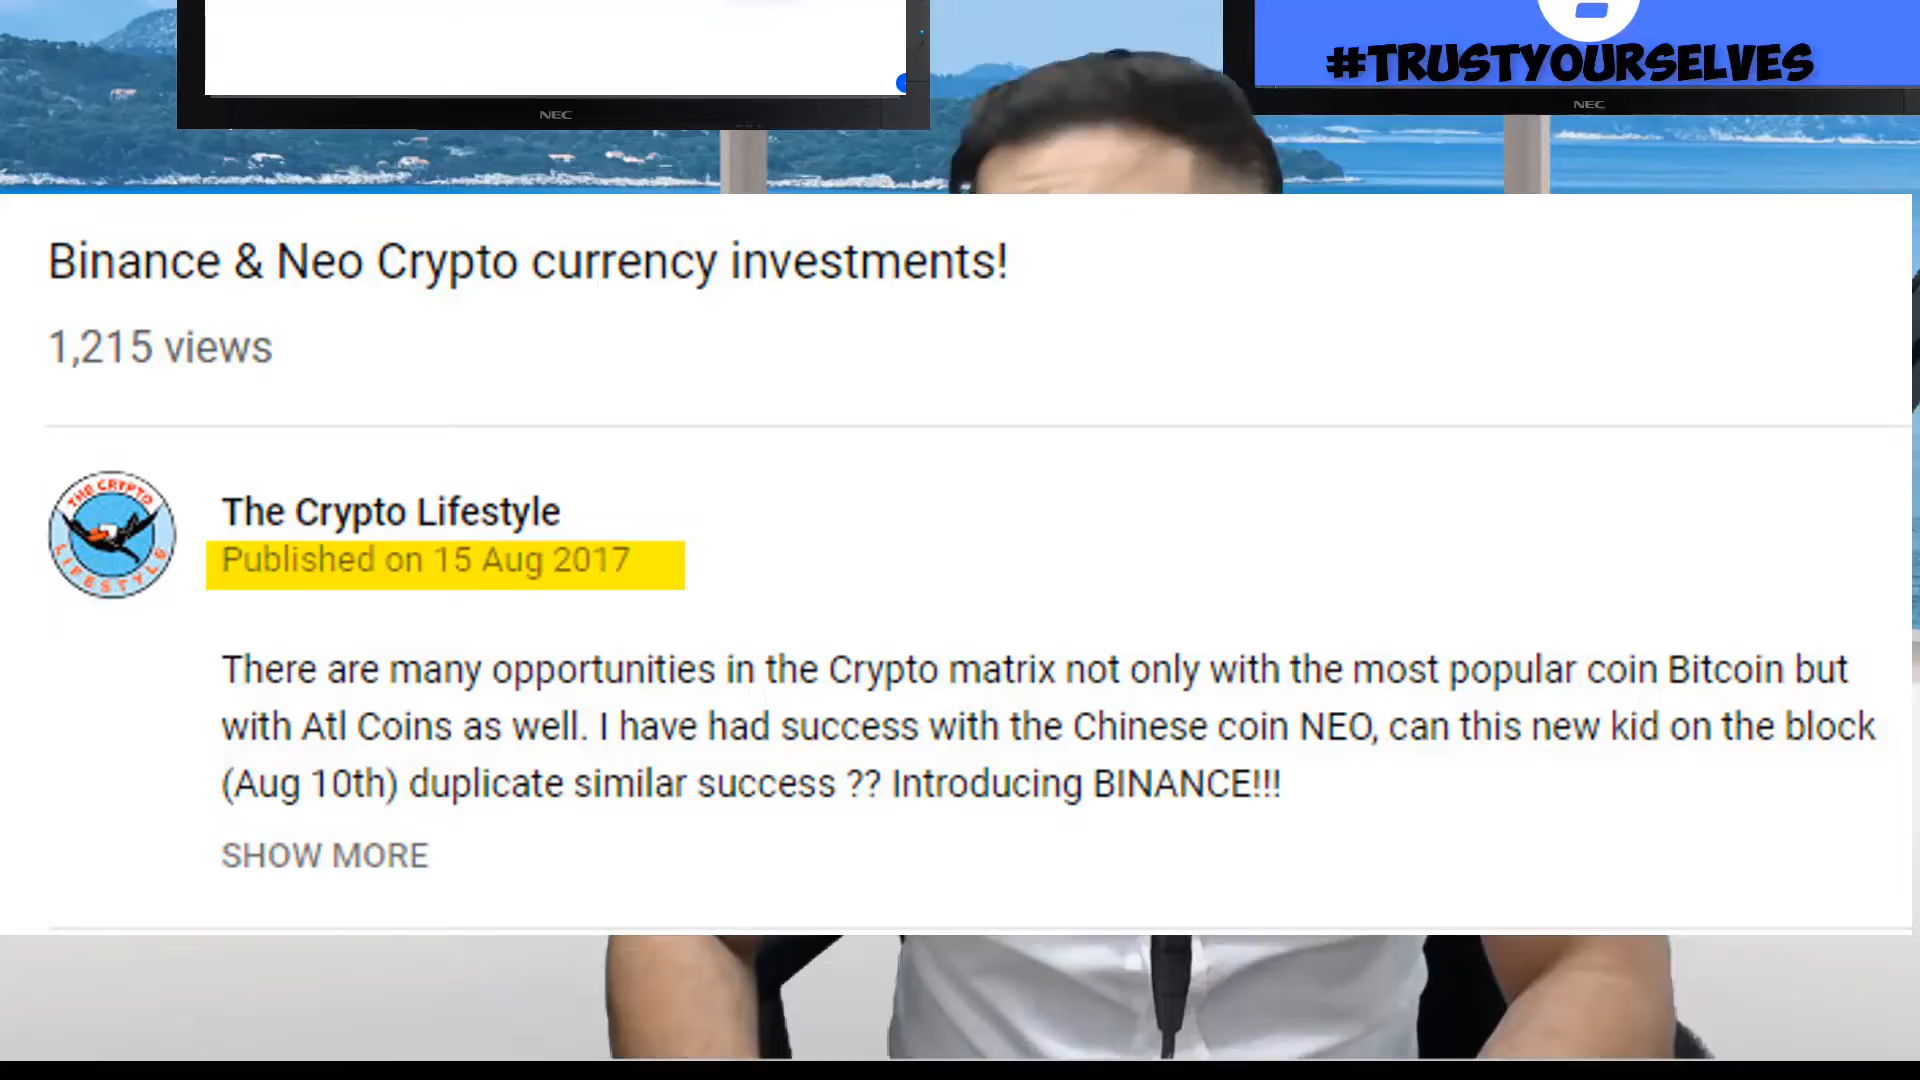 #TRUSTYOURSELVES
NEC
NEC
Binance & Neo Crypto currency investments!
1,215 views
THE CRYPTO
LIFESTYLE
The Crypto Lifestyle
Published on 15 Aug 2017
There are many opportunities in the Crypto matrix not only with the most popular coin Bitcoin but
with Atl Coins as well. I have had success with the Chinese coin NEO, can this new kid on the block
(Aug 10th) duplicate similar success ?? Introducing BINANCE!!!
SHOW MORE